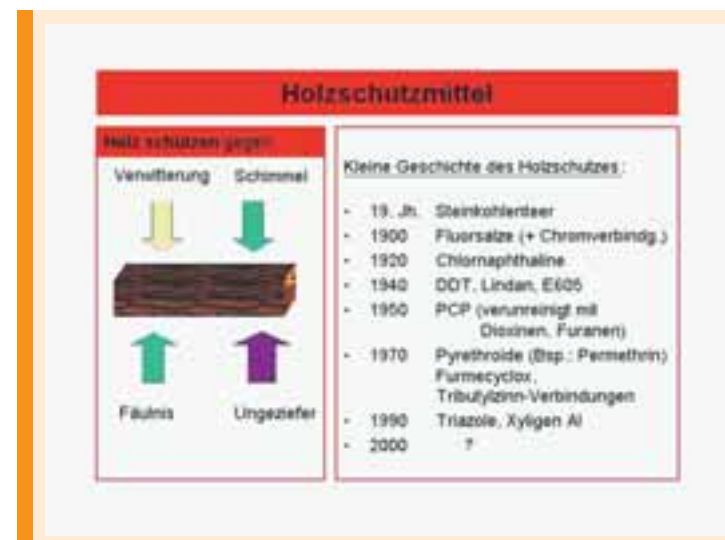 Holzschutzmittel
Holz schützen gegen
Verwitterung Schimmel
Fäulnis Ungeziefer
Kleine Geschichte des Holzschutzes:
- 19. Jh. Steinkohlenteer
- 1900 Fluorsalze (+ Chromverbindg.)
- 1920 Chlornaphthaline
- 1940 DDT, Lindan, E605
- 1950 PCP (verunreinigt mit
Dioxinen, Furanen)
- 1970 Pyrethroide (Bsp.: Permethrin)
Furmecyclox,
Tributylzinn-Verbindungen
- 1990 Triazole, Xyligen Al
- 2000 ?